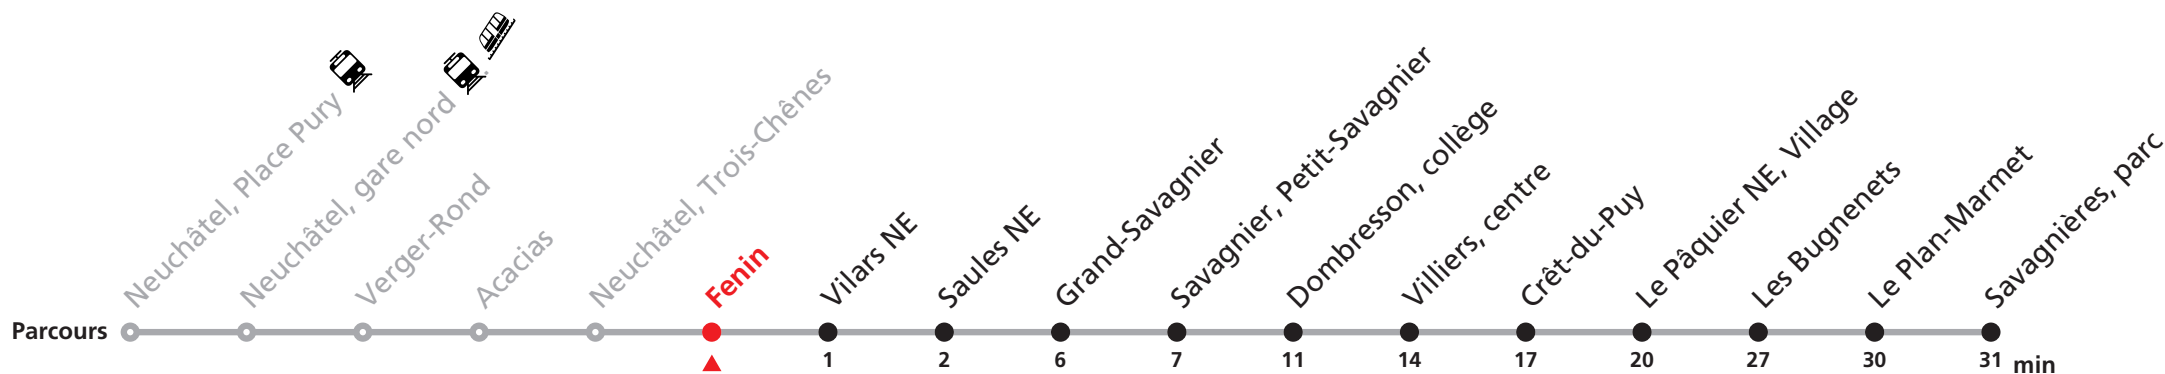 Neuchâtel, Place Pury
Neuchâtel, gare nord
Verger-Rond
Acacias
Neuchâtel, Trois-Chênes
Fenin
Vilars NE
Saules NE
Grand-Savagnier
Savagnier, Petit-Savagnier
Dombresson, collège
Villiers, centre
Crêt-du-Puy
Le Pâquier NE, Village
Les Bugnenets
Le Plan-Marmet
Savagnières, parc
Parcours
1 2 6 7 11 14 17 20 27 30 31 min